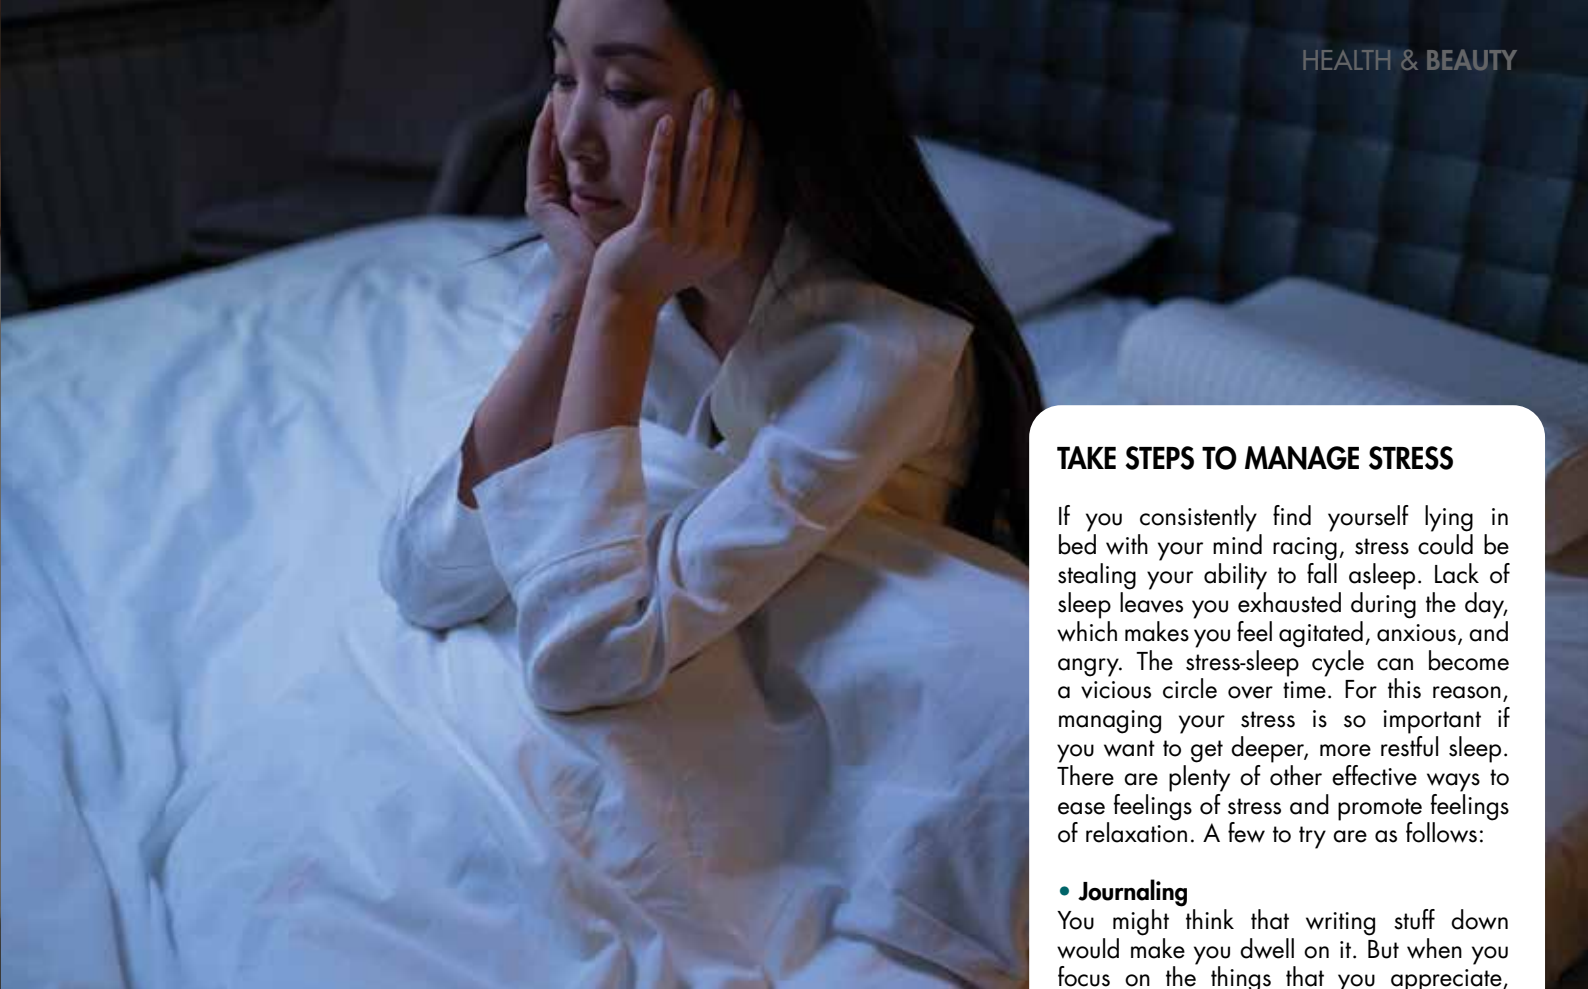 HEALTH & BEAUTY
TAKE STEPS TO MANAGE STRESS
If you consistently find yourself lying in
bed with your mind racing, stress could be
stealing your ability to fall asleep. Lack of
sleep leaves you exhausted during the day,
which makes you feel agitated, anxious, and
angry. The stress-sleep cycle can become
a vicious circle over time. For this reason,
managing your stress is so important if
you want to get deeper, more restful sleep.
There are plenty of other effective ways to
ease feelings of stress and promote feelings
of relaxation. A few to try are as follows:
• Journaling
You might think that writing stuff down
would make you dwell on it. But when you
focus on the things that you appreciate,